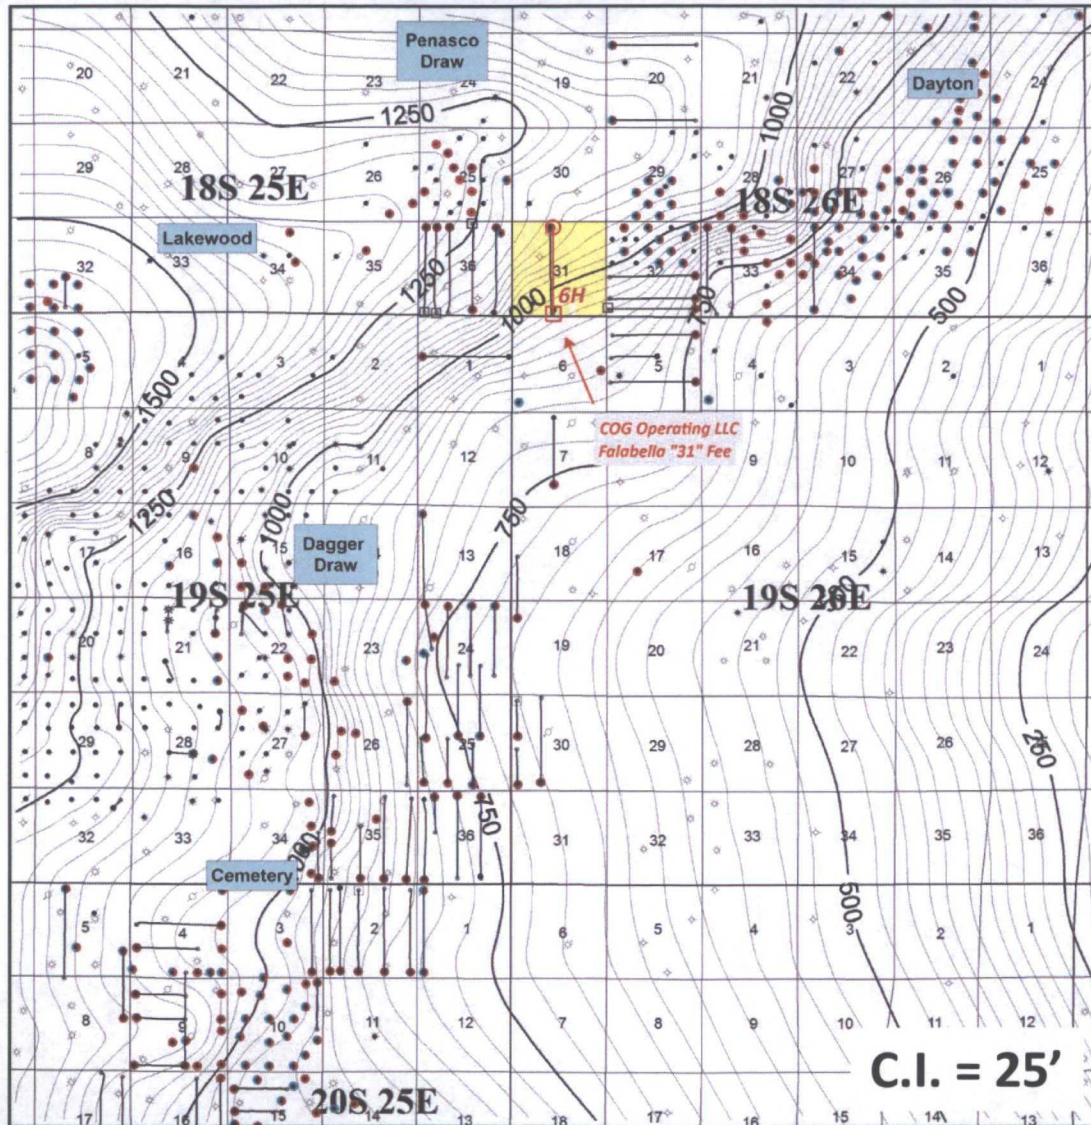 Penasco
Draw
Dayton
20 21 22 23 24 19 20 21 22 23 24
1250
1000
29 28 27 26 25 30 29 27 26 25
18S 25E
18S 26E
Lakewood
32 33 34 35 36 31 32 33 34 35 36
1250
1000
6H
750
500
5 4 3 2 1 6 5 3 2 1
1500
COG Operating LLC
Falabella "31" Fee
8 9 10 11 12 7 9 10 11 12
1250
1000
750
Dagger
Draw
17 16 15 13 18 17 16 15 14 13
19S 25E
19S 26E
20 21 22 23 24 19 20 21 22 23 24
29 28 27 26 25 30 29 28 27 26 25
250
750
32 33 34 35 36 31 32 33 34 35 36
Cemetery
500
5 4 3 2 1 6 5 4 3 2 1
8 9 10 11 12 7 8 9 10 11 12
C.I. = 25'
20S 25E
17 16 15 14 13 18 17 16 15 14 13